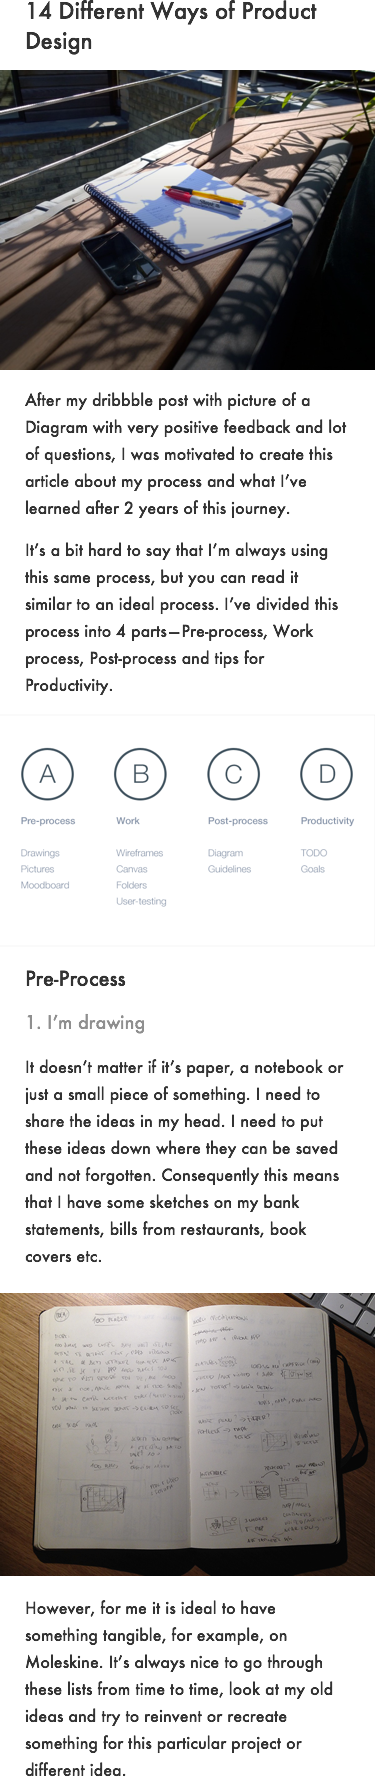 14 Different Ways of Product
Design
After my dribbble post with picture of a
Diagram with very positive feedback and lot
of questions, I was motivated to create this
article about my process and what I've
learned after 2 years of this journey.
It's a bit hard to say that I'm always using
this same process, but you can read it
similar to an ideal process. I've divided this
process into 4 parts—Pre-process, Work
process, Post-process and tips for
Productivity.
A B C D
Pre-process Work Post-process Productivity
Drawings Wireframes Diagram TODO
Pictures Canvas Guidelines Goals
Moodboard Folders
User-testing
Pre-Process
1. I'm drawing
It doesn't matter if it's paper, a notebook or
just a small piece of something. I need to
share the ideas in my head. I need to put
these ideas down where they can be saved
and not forgotten. Consequently this means
that I have some sketches on my bank
statements, bills from restaurants, book
covers etc.
However, for me it is ideal to have
something tangible, for example, on
Moleskine. It's always nice to go through
these lists from time to time, look at my old
ideas and try to reinvent or recreate
something for this particular project or
different idea.